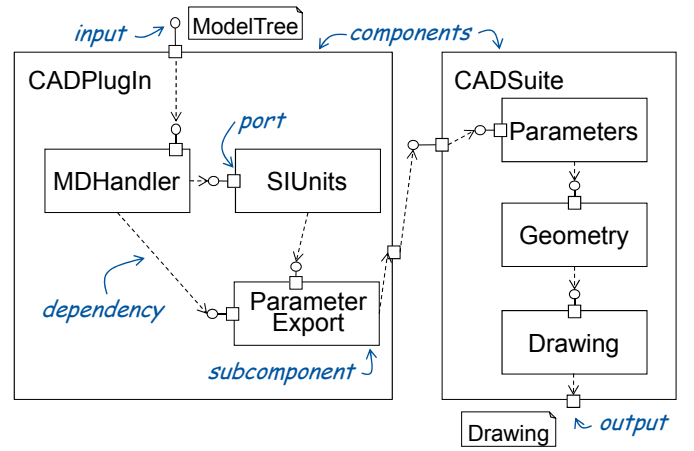 input
ModelTree
components
CADPlugIn
CADSuite
port
Parameters
MDHandler
SIUnits
Geometry
dependency
Parameter
Export
Drawing
subcomponent
output
Drawing